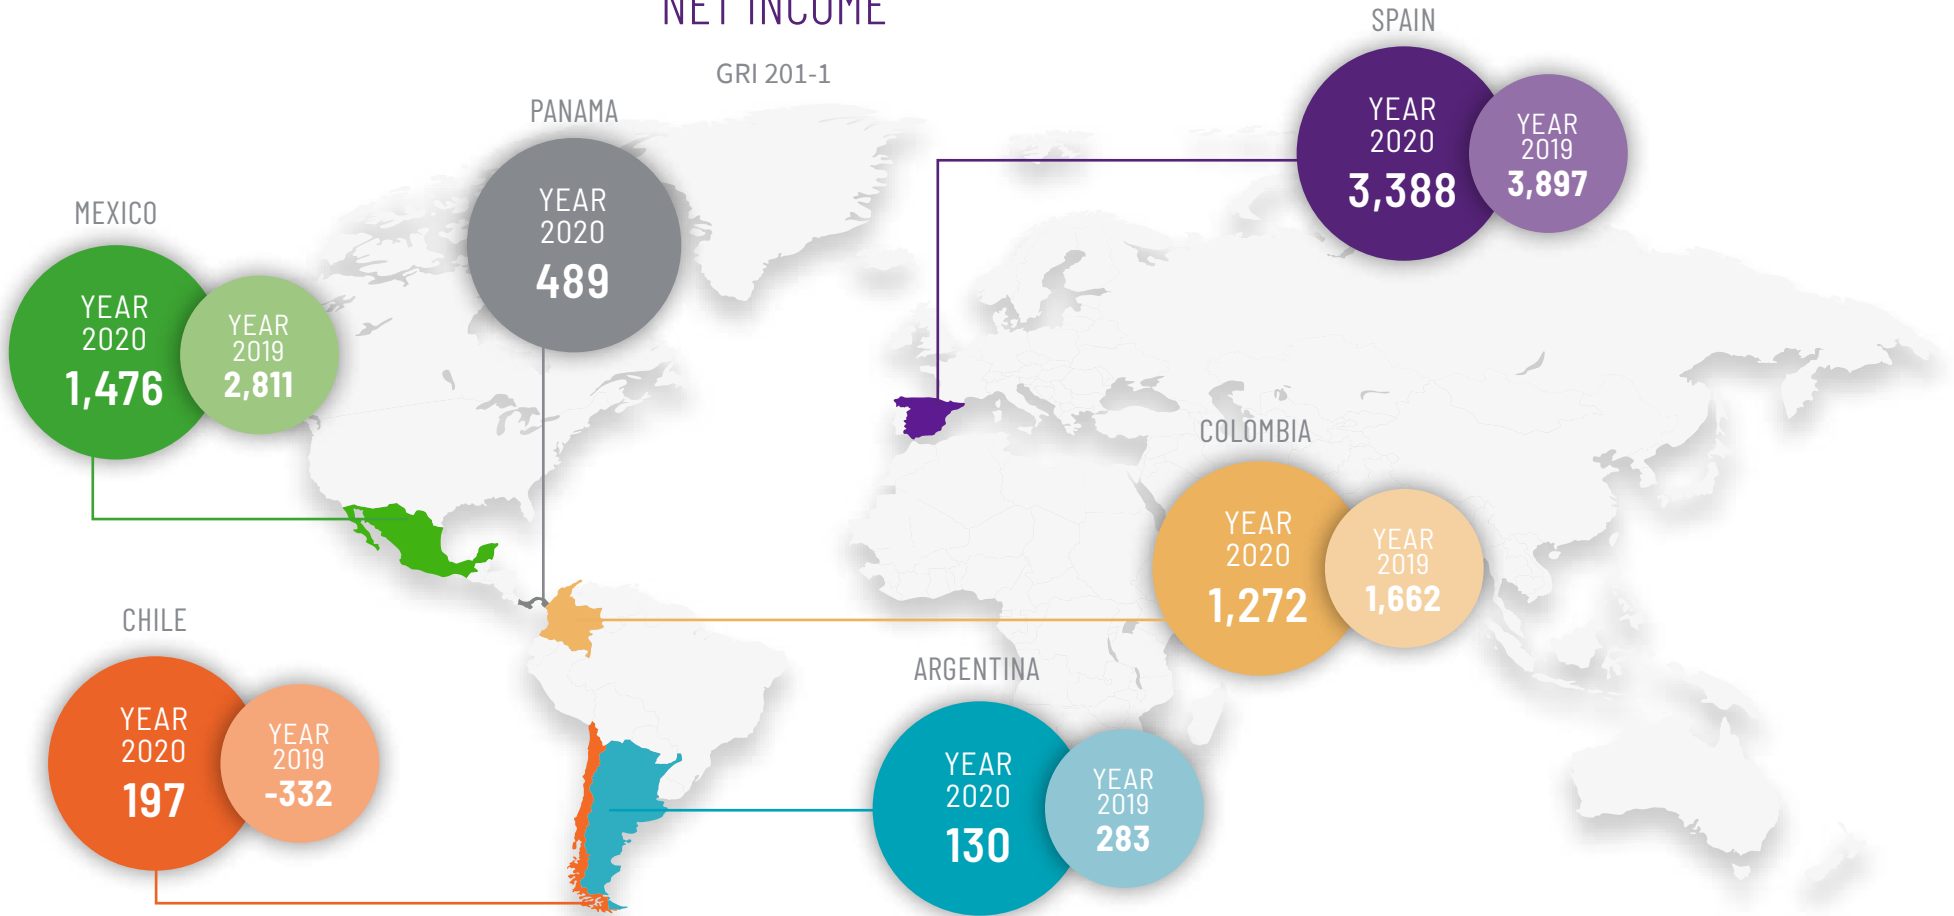 NET INCOME
GRI 201-1
SPAIN
YEAR
2020
3,388
YEAR
2019
3,897
PANAMA
YEAR
2020
489
MEXICO
YEAR
2020
1,476
YEAR
2019
2,811
COLOMBIA
YEAR
2020
1,272
YEAR
2019
1,662
CHILE
YEAR
2020
197
YEAR
2019
-332
ARGENTINA
YEAR
2020
130
YEAR
2019
283